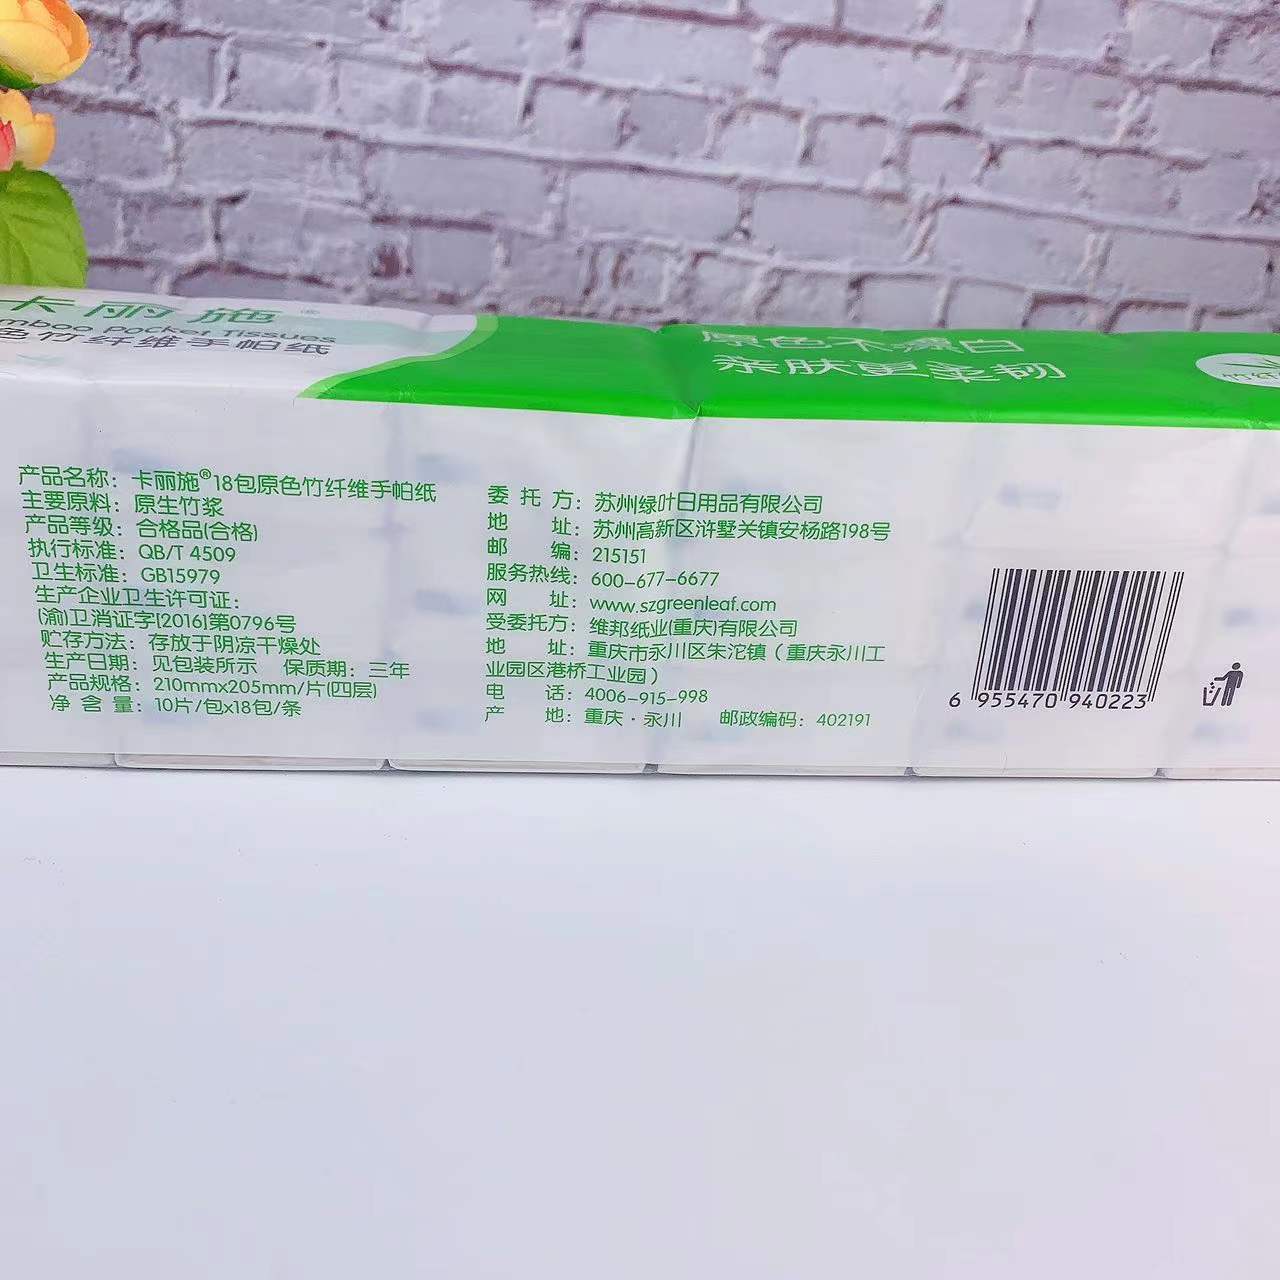 卡丽施®
mboo Pocket Tissues
色竹纤维手帕纸
原色不漂白
亲肤更柔韧
产品名称：卡丽施®18包原色竹纤维手帕纸
主要原料：原生竹浆
产品等级：合格品(合格)
执行标准：QB/T 4509
卫生标准：GB15979
生产企业卫生许可证：
(渝)卫消证字[2016]第0796号
贮存方法：存放于阴凉干燥处
生产日期：见包装所示 保质期：三年
产品规格：210mmx205mm/片(四层)
净含量：10片/包x18包/条
委托方：苏州绿叶日用品有限公司
地址：苏州高新区浒墅关镇安杨路198号
邮编：215151
服务热线：600-677-6677
网址：www.szgreenleaf.com
受委托方：维邦纸业(重庆)有限公司
地址：重庆市永川区朱沱镇（重庆永川工
业园区港桥工业园）
电话：4006-915-998
产地：重庆·永川 邮政编码：402191
6 955470 940223